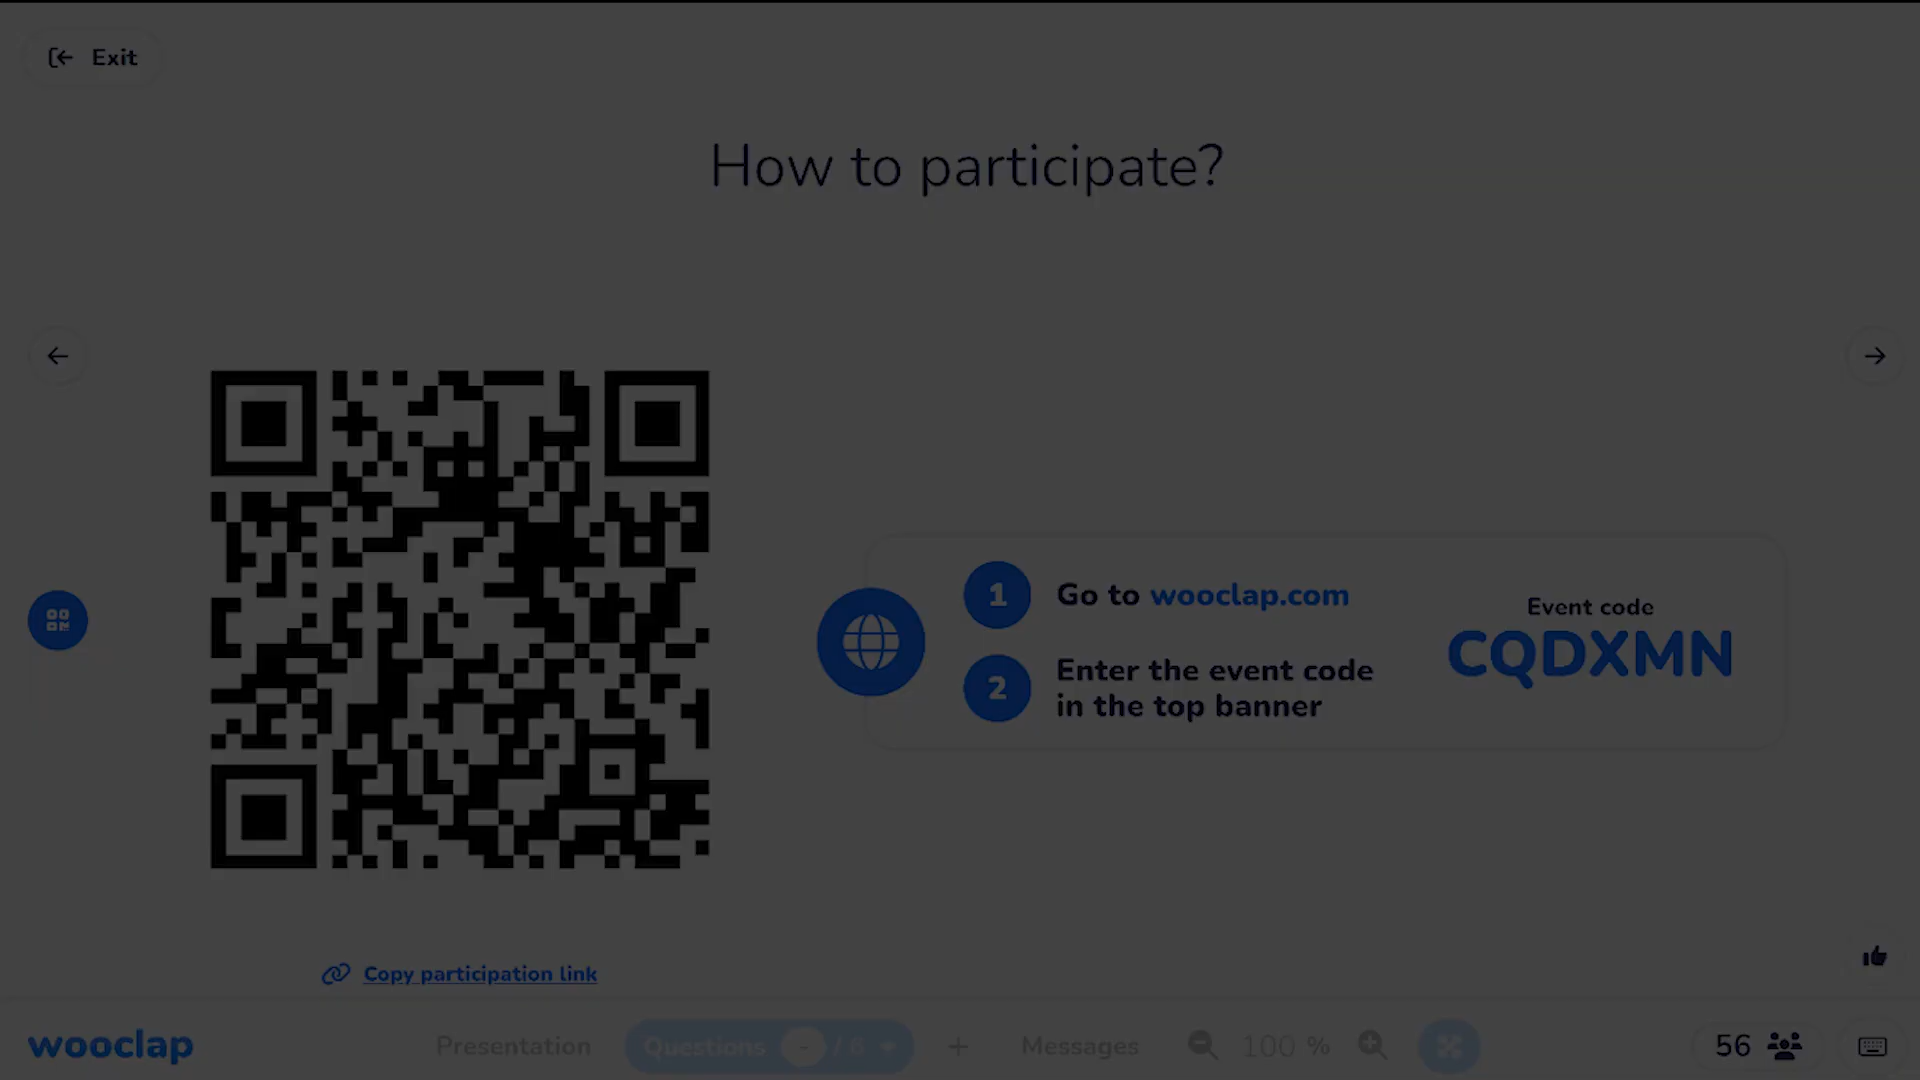 Exit
How to participate?
1 Go to wooclap.com
2 Enter the event code
in the top banner
Event code
CQDXMN
Copy participation link
wooclap
Presentation
Questions - / 6
+
Messages
100 %
56